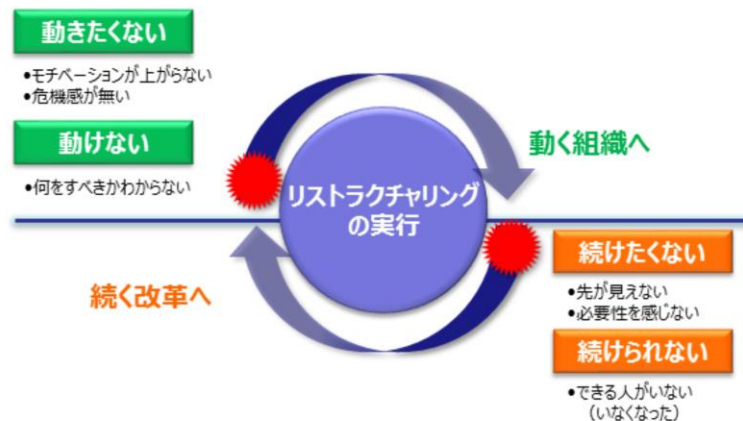 動きたくない
•モチベーションが上がらない
•危機感が無い
動けない
•何をすべきかわからない
リストラクチャリング
の実行
動く組織へ
続く改革へ
続けたくない
•先が見えない
•必要性を感じない
続けられない
•できる人がいない
（いなくなった）